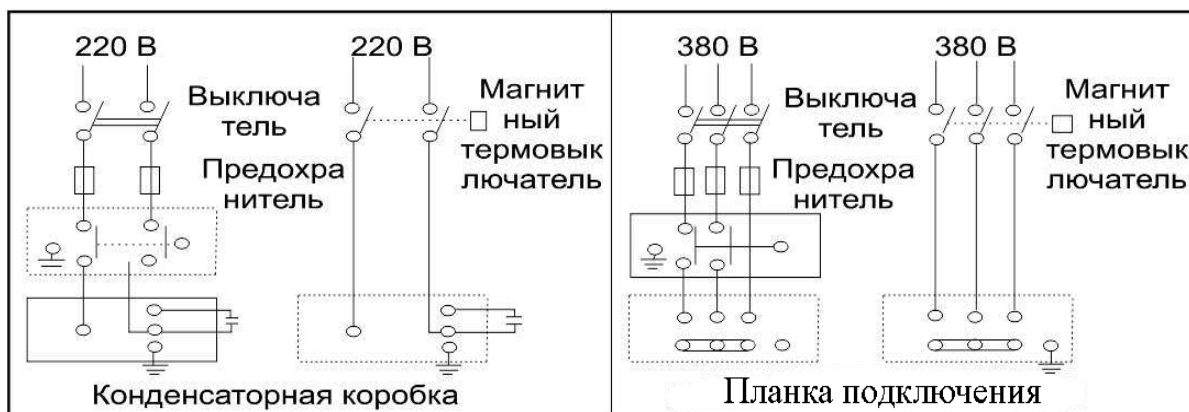 220 В
220 В
Выключа
тель
Магнит
ный
термовык
лючатель
Предохра
нитель
Конденсаторная коробка
380 В
380 В
Выключа
тель
Магнит
ный
термовык
лючатель
Предохра
нитель
Планка подключения